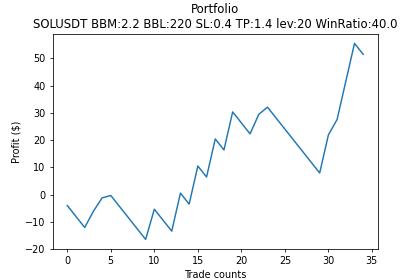 Portfolio
SOLUSDT BBM:2.2 BBL:220 SL:0.4 TP:1.4 lev:20 WinRatio:40.0
50
40
30
20
10
0
−10
−20
Profit ($)
0 5 10 15 20 25 30 35
Trade counts